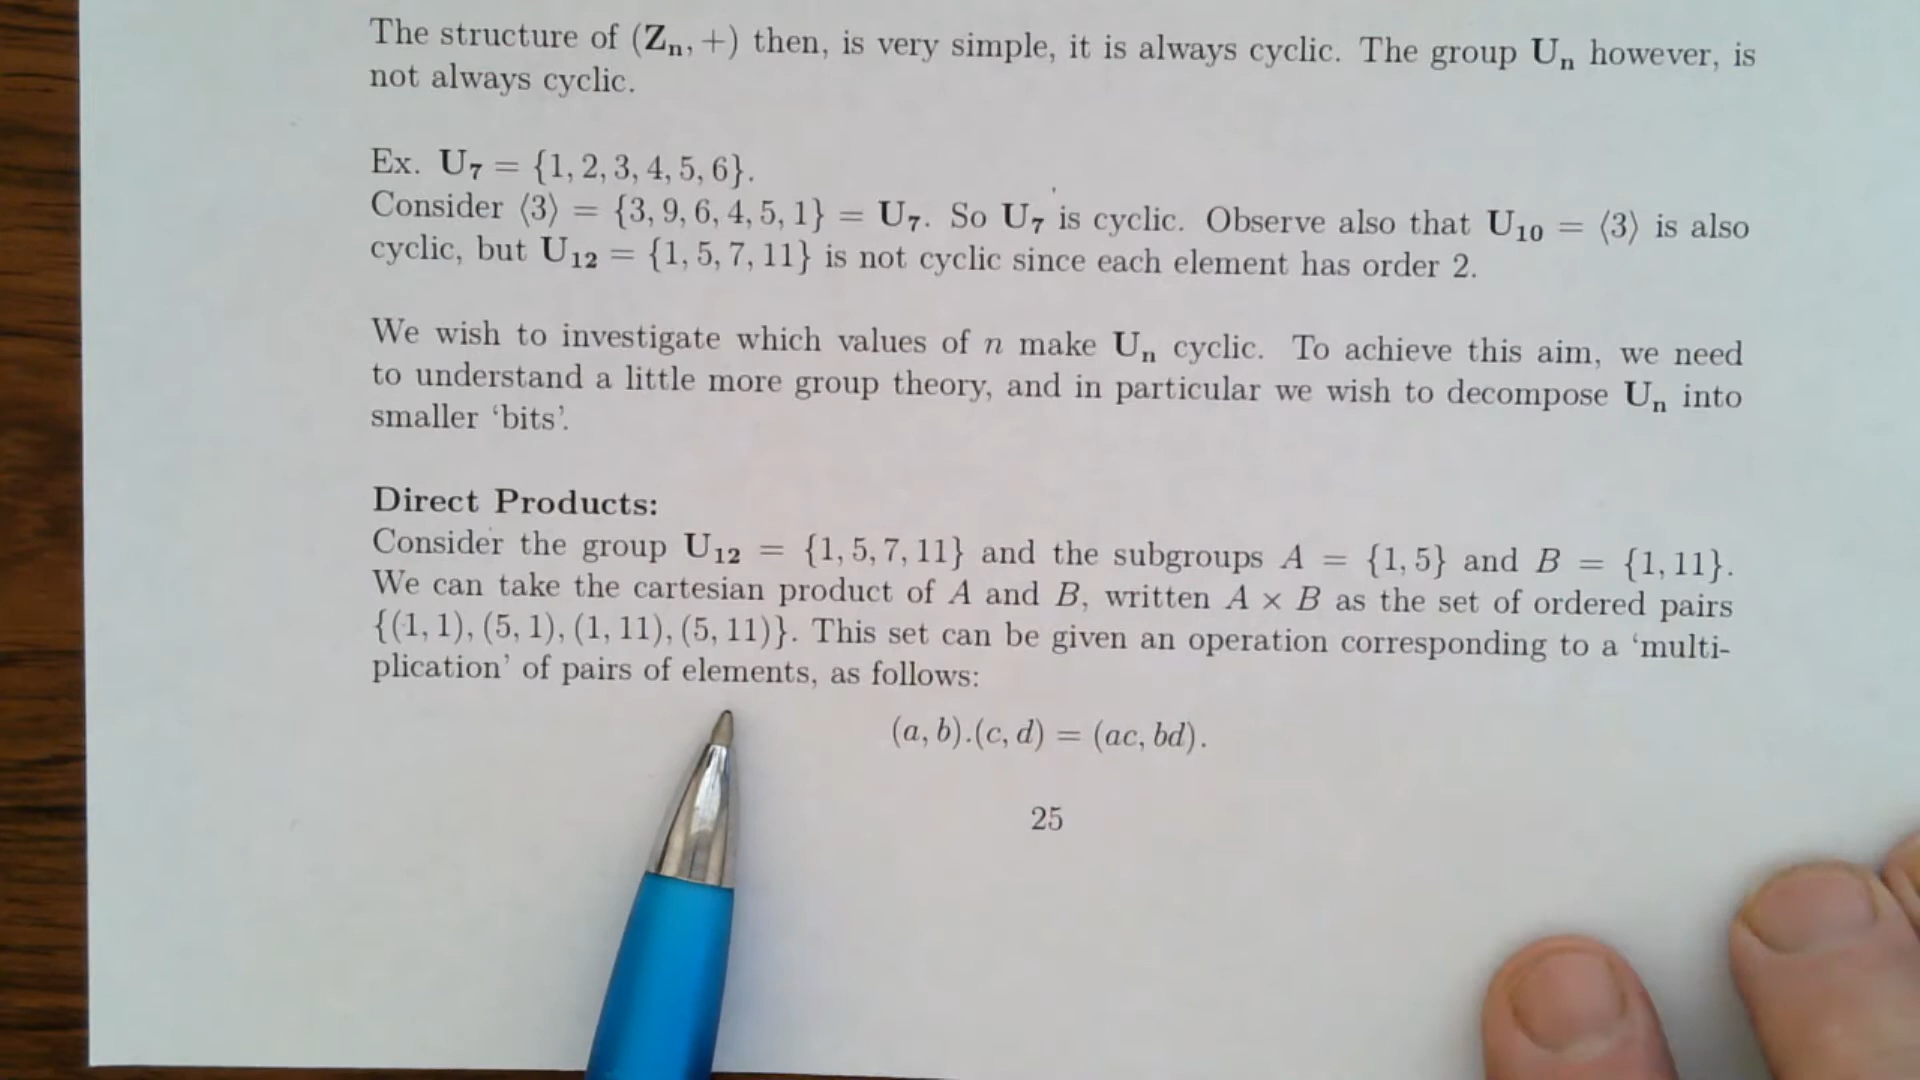 The structure of (Zₙ, +) then, is very simple, it is always cyclic. The group Uₙ however, is
not always cyclic.
Ex. U₇ = {1, 2, 3, 4, 5, 6}.
Consider ⟨3⟩ = {3, 9, 6, 4, 5, 1} = U₇. So U₇ is cyclic. Observe also that U₁₀ = ⟨3⟩ is also
cyclic, but U₁₂ = {1, 5, 7, 11} is not cyclic since each element has order 2.
We wish to investigate which values of n make Uₙ cyclic. To achieve this aim, we need
to understand a little more group theory, and in particular we wish to decompose Uₙ into
smaller ‘bits’.
Direct Products:
Consider the group U₁₂ = {1, 5, 7, 11} and the subgroups A = {1, 5} and B = {1, 11}.
We can take the cartesian product of A and B, written A × B as the set of ordered pairs
{(1, 1), (5, 1), (1, 11), (5, 11)}. This set can be given an operation corresponding to a ‘multi-
plication’ of pairs of elements, as follows:
(a, b).(c, d) = (ac, bd).
25